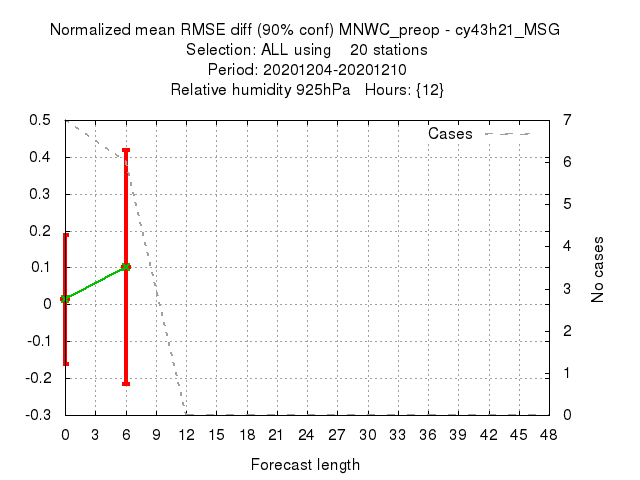 Normalized mean RMSE diff (90% conf) MNWC_preop - cy43h21_MSG
Selection: ALL using    20 stations
Period: 20201204-20201210
Relative humidity 925hPa   Hours: {12}
Cases
0.5
0.4
0.3
0.2
0.1
0
-0.1
-0.2
-0.3
7
6
5
4
3
2
1
0
No cases
0 3 6 9 12 15 18 21 24 27 30 33 36 39 42 45 48
Forecast length